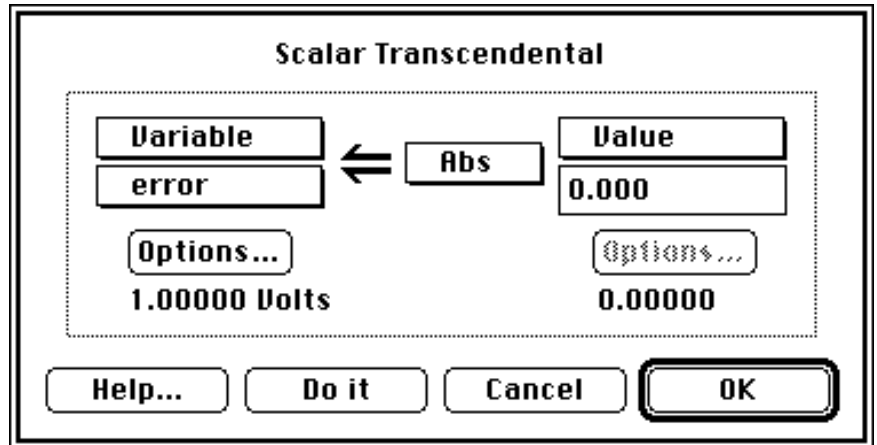 Scalar Transcendental
Variable
Abs
Value
error
0.000
Options...
Options...
1.00000 Volts
0.00000
Help...
Do it
Cancel
OK